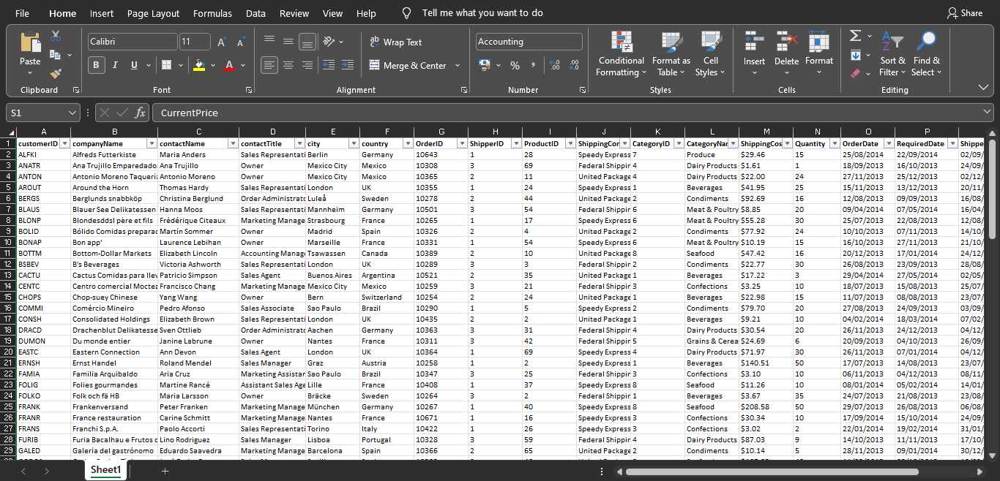 File Home Insert Page Layout Formulas Data Review View Help Tell me what you want to do Share
Calibri 11 Wrap Text Accounting
Paste B I U A A Merge & Center % Conditional Formatting Format as Table Cell Styles Insert Delete Format Sort & Filter Find & Select
Clipboard Font Alignment Number Styles Cells Editing
S1 fx CurrentPrice
A B C D E F G H I J K L M N O P
1 customerID companyName contactName contactTitle city country OrderID ShipperID ProductID ShippingCor CategoryID CategoryNa ShippingCos Quantity OrderDate RequiredDate Shippe
2 ALFKI Alfreds Futterkiste Maria Anders Sales Representati Berlin Germany 10643 1 28 Speedy Express 7 Produce $29.46 15 25/08/2014 22/09/2014 02/09/
3 ANATR Ana Trujillo Emparedado Ana Trujillo Owner Mexico City Mexico 10308 3 69 Federal Shippin 4 Dairy Products $1.61 1 18/09/2013 16/10/2013 24/09/
4 ANTON Antonio Moreno Taquería Antonio Moreno Owner Mexico City Mexico 10365 2 11 United Package 4 Dairy Products $22.00 24 27/11/2013 25/12/2013 02/12/
5 AROUT Around the Horn Thomas Hardy Sales Representati London UK 10355 1 24 Speedy Express 1 Beverages $41.95 25 15/11/2013 13/12/2013 20/11/
6 BERGS Berglunds snabbköp Christina Berglund Order Administrato Luleå Sweden 10278 2 44 United Package 2 Condiments $92.69 16 12/08/2013 09/09/2013 16/08/
7 BLAUS Blauer See Delikatessen Hanna Moos Sales Representati Mannheim Germany 10501 3 54 Federal Shippin 6 Meat & Poultry $8.85 20 09/04/2014 07/05/2014 16/04/
8 BLONP Blondesddsl père et fils Frédérique Citeaux Marketing Manage Strasbourg France 10265 1 17 Speedy Express 6 Meat & Poultry $55.28 30 25/07/2013 22/08/2013 12/08/
9 BOLID Bólido Comidas preparad Martín Sommer Owner Madrid Spain 10326 2 4 United Package 2 Condiments $77.92 24 10/10/2013 07/11/2013 14/10/
10 BONAP Bon app' Laurence Lebihan Owner Marseille France 10331 1 54 Speedy Express 6 Meat & Poultry $10.19 15 16/10/2013 27/11/2013 21/10/
11 BOTTM Bottom-Dollar Markets Elizabeth Lincoln Accounting Manag Tsawassen Canada 10389 2 10 United Package 8 Seafood $47.42 16 20/12/2013 17/01/2014 24/12/
12 BSBEV B's Beverages Victoria Ashworth Sales Representati London UK 10289 3 3 Federal Shippin 2 Condiments $22.77 30 26/08/2013 23/09/2013 28/08/
13 CACTU Cactus Comidas para llev Patricio Simpson Sales Agent Buenos Aires Argentina 10521 2 35 United Package 1 Beverages $17.22 3 29/04/2014 27/05/2014 02/05/
14 CENTC Centro comercial Moctez Francisco Chang Marketing Manage Mexico City Mexico 10259 3 21 Federal Shippin 3 Confections $3.25 10 18/07/2013 15/08/2013 25/07/
15 CHOPS Chop-suey Chinese Yang Wang Owner Bern Switzerland 10254 2 24 United Package 1 Beverages $22.98 15 11/07/2013 08/08/2013 23/07/
16 COMMI Comércio Mineiro Pedro Afonso Sales Associate Sao Paulo Brazil 10290 1 5 Speedy Express 2 Condiments $79.70 20 27/08/2013 24/09/2013 03/09/
17 CONSH Consolidated Holdings Elizabeth Brown Sales Representati London UK 10435 2 2 United Package 1 Beverages $9.21 10 04/02/2014 18/03/2014 07/02/
18 DRACD Drachenblut Delikatesse Sven Ottlieb Order Administrato Aachen Germany 10363 3 31 Federal Shippin 4 Dairy Products $30.54 20 26/11/2013 24/12/2013 04/12/
19 DUMON Du monde entier Janine Labrune Owner Nantes France 10311 3 42 Federal Shippin 5 Grains & Cerea $24.69 6 20/09/2013 04/10/2013 26/09/
20 EASTC Eastern Connection Ann Devon Sales Agent London UK 10364 1 69 Speedy Express 4 Dairy Products $71.97 30 26/11/2013 07/01/2014 04/12/
21 ERNSH Ernst Handel Roland Mendel Sales Manager Graz Austria 10258 1 2 Speedy Express 1 Beverages $140.51 50 17/07/2013 14/08/2013 23/07/
22 FAMIA Familia Arquibaldo Aria Cruz Marketing Assistan Sao Paulo Brazil 10347 3 25 Federal Shippin 3 Confections $3.10 10 06/11/2013 04/12/2013 08/11/
23 FOLIG Folies gourmandes Martine Rancé Assistant Sales Age Lille France 10408 1 37 Speedy Express 8 Seafood $11.26 10 08/01/2014 05/02/2014 14/01/
24 FOLKO Folk och fä HB Maria Larsson Owner Bräcke Sweden 10264 3 2 Federal Shippin 1 Beverages $3.67 35 24/07/2013 21/08/2013 23/08/
25 FRANK Frankenversand Peter Franken Marketing Manage München Germany 10267 1 40 Speedy Express 8 Seafood $208.58 50 29/07/2013 26/08/2013 06/08/
26 FRANR France restauration Carine Schmitt Marketing Manage Nantes France 10671 1 16 Speedy Express 3 Confections $30.34 10 17/09/2014 15/10/2014 24/09/
27 FRANS Franchi S.p.A. Paolo Accorti Sales Representati Torino Italy 10422 1 26 Speedy Express 3 Confections $3.02 2 22/01/2014 19/02/2014 31/01/
28 FURIB Furia Bacalhau e Frutos d Lino Rodriguez Sales Manager Lisboa Portugal 10328 3 59 Federal Shippin 4 Dairy Products $87.03 9 14/10/2013 11/11/2013 17/10/
29 GALED Galería del gastrónomo Eduardo Saavedra Marketing Manage Barcelona Spain 10366 2 65 United Package 2 Condiments $10.14 5 28/11/2013 09/01/2014 30/12/
Sheet1